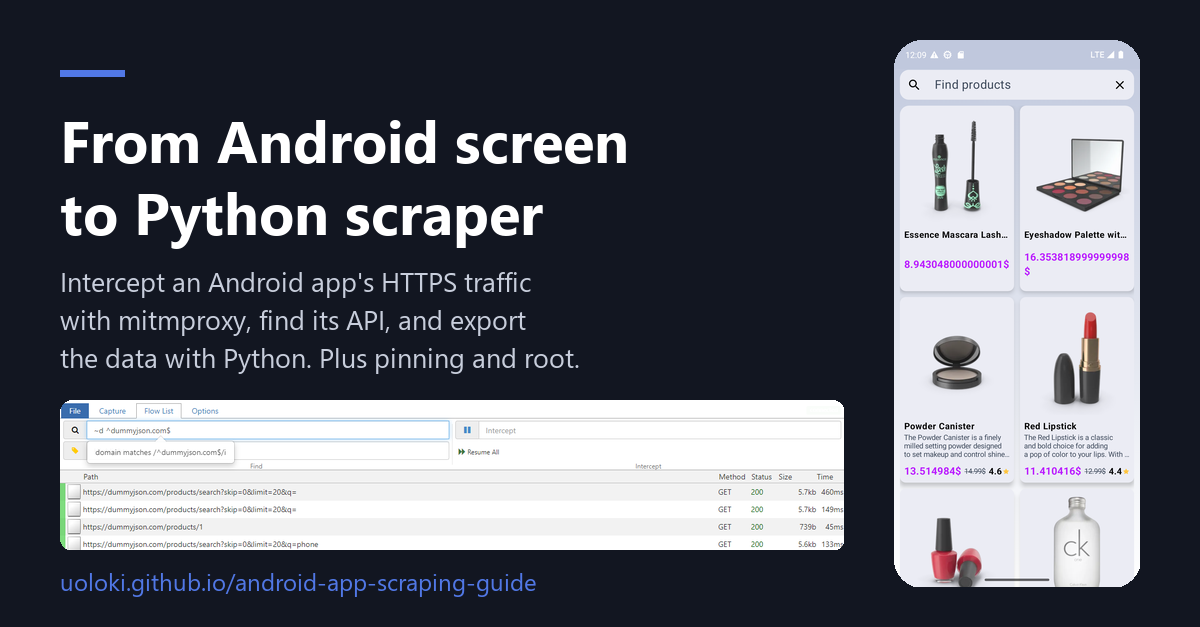 From Android screen
to Python scraper
Intercept an Android app's HTTPS traffic
with mitmproxy, find its API, and export
the data with Python. Plus pinning and root.
File Capture Flow List Options
~d ^dummyjson.com$
Intercept
domain matches /^dummyjson.com$/i
Resume All
Find
Intercept
Path Method Status Size Time
https://dummyjson.com/products/search?skip=0&limit=20&q= GET 200 5.7kb 460ms
https://dummyjson.com/products/search?skip=0&limit=20&q= GET 200 5.7kb 149ms
https://dummyjson.com/products/1 GET 200 739b 45ms
https://dummyjson.com/products/search?skip=0&limit=20&q=phone GET 200 5.6kb 133ms
uoloki.github.io/android-app-scraping-guide
12:09 LTE
Find products
Essence Mascara Lash...
8.943048000000001$
Eyeshadow Palette wit...
16.353818999999998
$
Powder Canister
The Powder Canister is a finely
milled setting powder designed
to set makeup and control shine...
13.514984$ 14.99$ 4.6
Red Lipstick
The Red Lipstick is a classic
and bold choice for adding
a pop of color to your lips. With ...
11.410416$ 12.99$ 4.4
ck